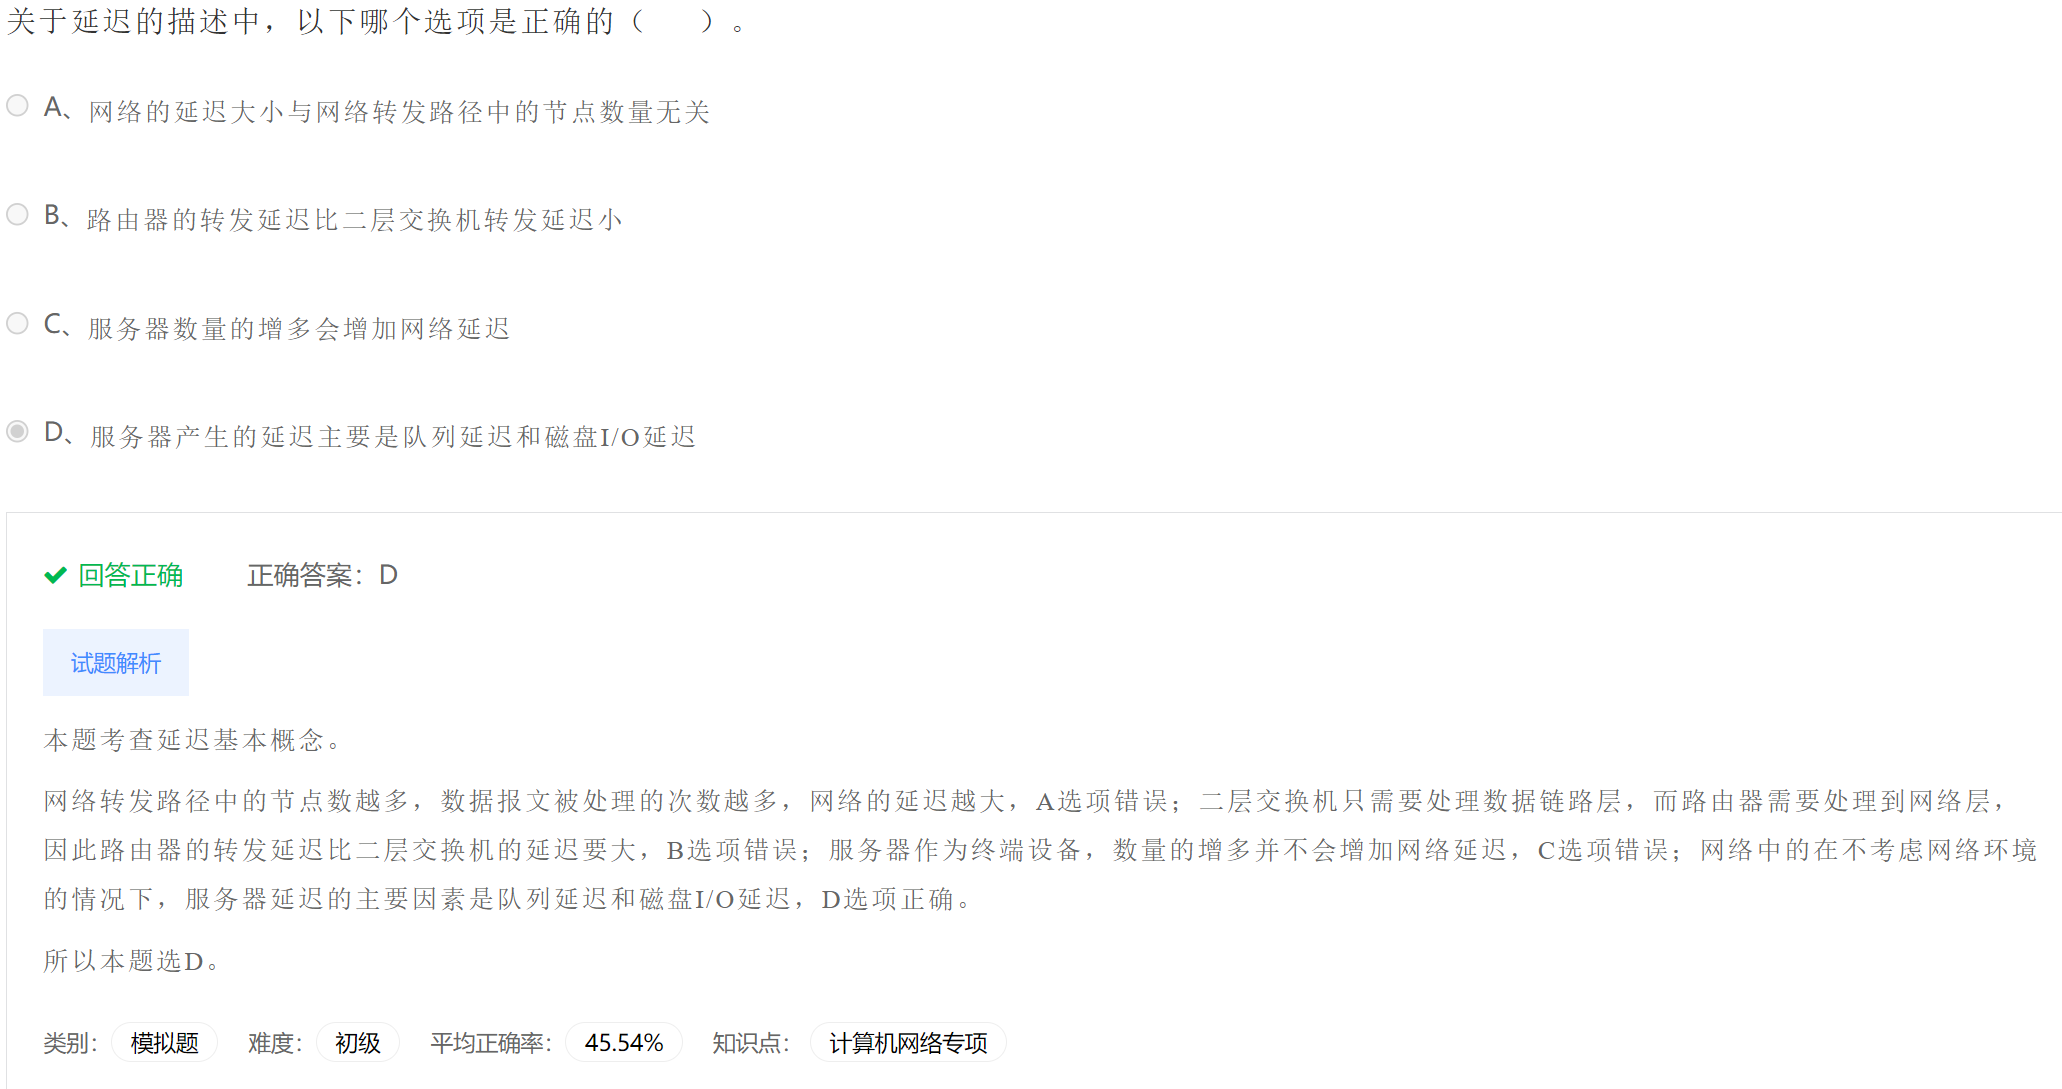 关于延迟的描述中，以下哪个选项是正确的（　　）。
A、网络的延迟大小与网络转发路径中的节点数量无关
B、路由器的转发延迟比二层交换机转发延迟小
C、服务器数量的增多会增加网络延迟
D、服务器产生的延迟主要是队列延迟和磁盘I/O延迟
回答正确 正确答案：D
试题解析
本题考查延迟基本概念。
网络转发路径中的节点数越多，数据报文被处理的次数越多，网络的延迟越大，A选项错误；二层交换机只需要处理数据链路层，而路由器需要处理到网络层，
因此路由器的转发延迟比二层交换机的延迟要大，B选项错误；服务器作为终端设备，数量的增多并不会增加网络延迟，C选项错误；网络中的在不考虑网络环境
的情况下，服务器延迟的主要因素是队列延迟和磁盘I/O延迟，D选项正确。
所以本题选D。
类别： 模拟题 难度： 初级 平均正确率： 45.54% 知识点： 计算机网络专项